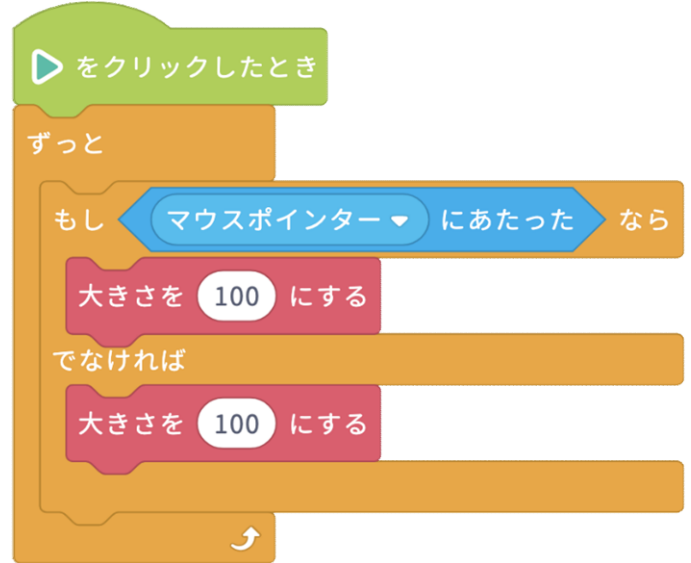 をクリックしたとき
ずっと
もし マウスポインター にあたった なら
大きさを 100 にする
でなければ
大きさを 100 にする